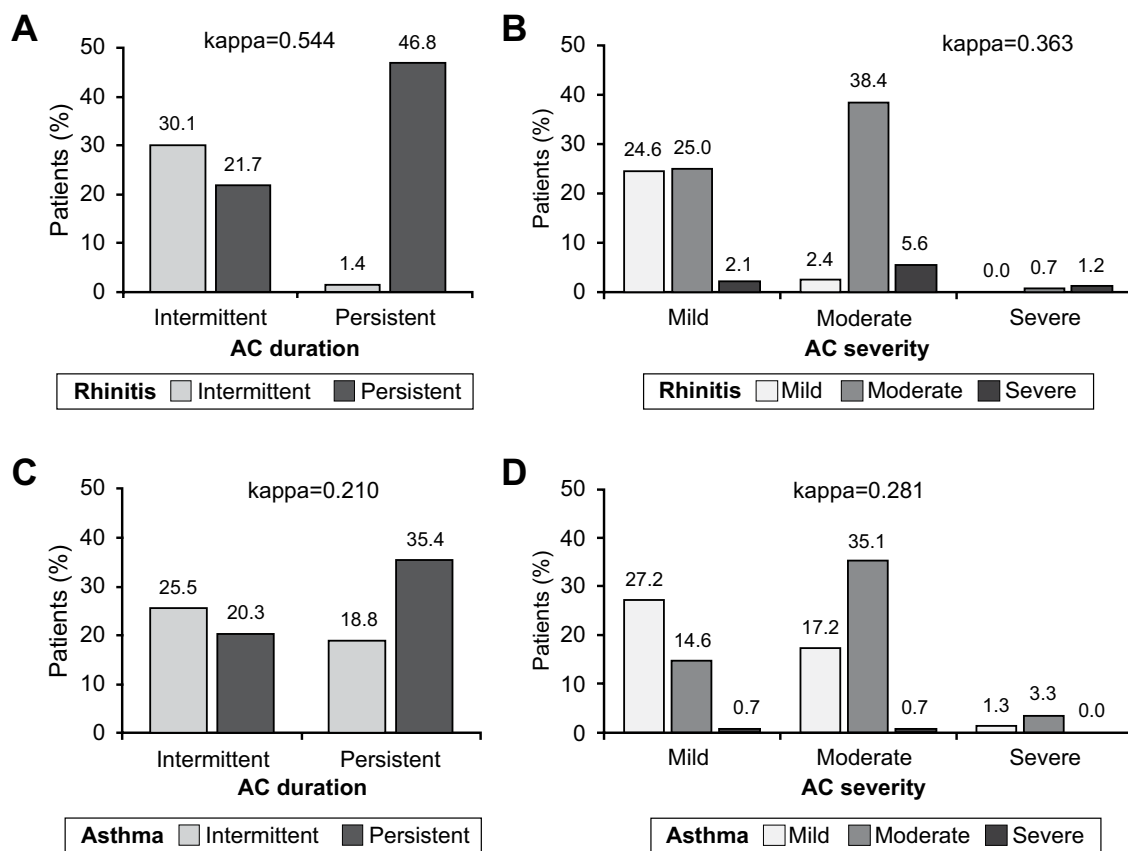 A
kappa=0.544
Patients (%)
50
40
30
20
10
0
30.1
21.7
1.4
46.8
Intermittent
Persistent
AC duration
Rhinitis Intermittent Persistent
B
kappa=0.363
Patients (%)
50
40
30
20
10
0
24.6
25.0
2.1
2.4
38.4
5.6
0.0
0.7
1.2
Mild
Moderate
Severe
AC severity
Rhinitis Mild Moderate Severe
C
kappa=0.210
Patients (%)
50
40
30
20
10
0
25.5
20.3
18.8
35.4
Intermittent
Persistent
AC duration
Asthma Intermittent Persistent
D
kappa=0.281
Patients (%)
50
40
30
20
10
0
27.2
14.6
0.7
17.2
35.1
0.7
1.3
3.3
0.0
Mild
Moderate
Severe
AC severity
Asthma Mild Moderate Severe